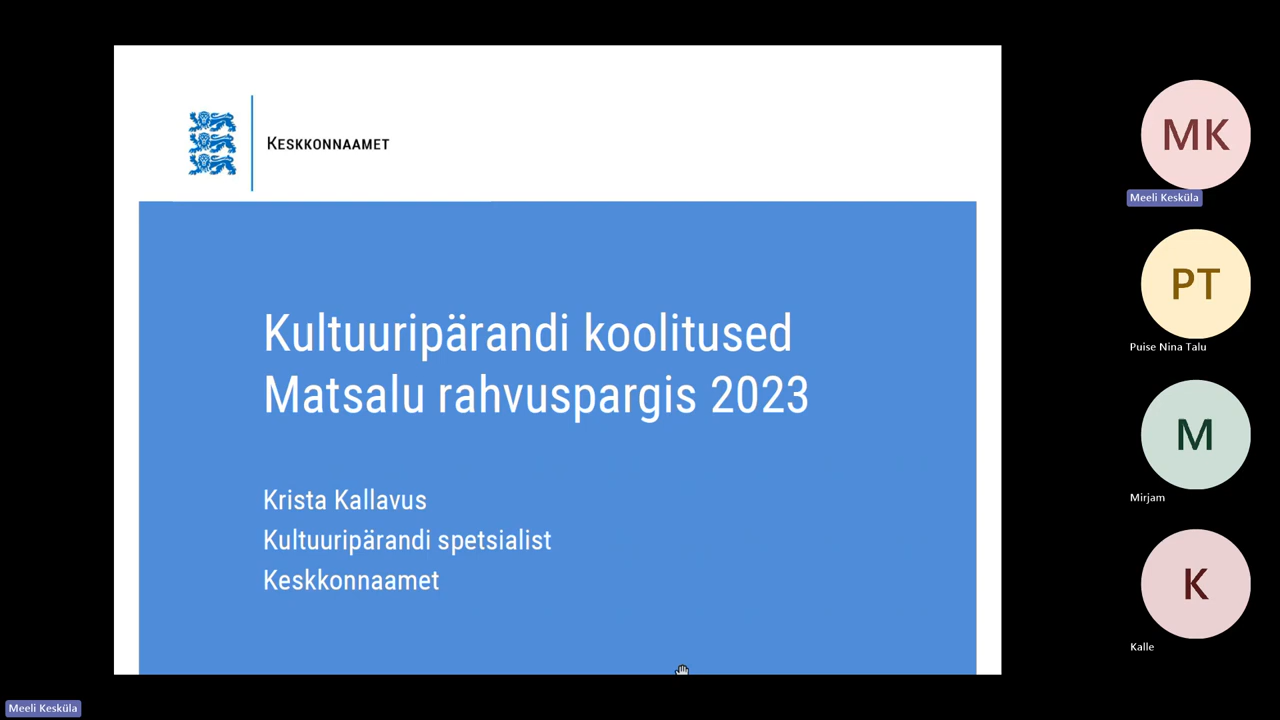 KESKKONNAAMET
Kultuuripärandi koolitused
Matsalu rahvuspargis 2023
Krista Kallavus
Kultuuripärandi spetsialist
Keskkonnaamet
MK
Meeli Kesküla
PT
Puise Nina Talu
M
Mirjam
K
Kalle
Meeli Kesküla